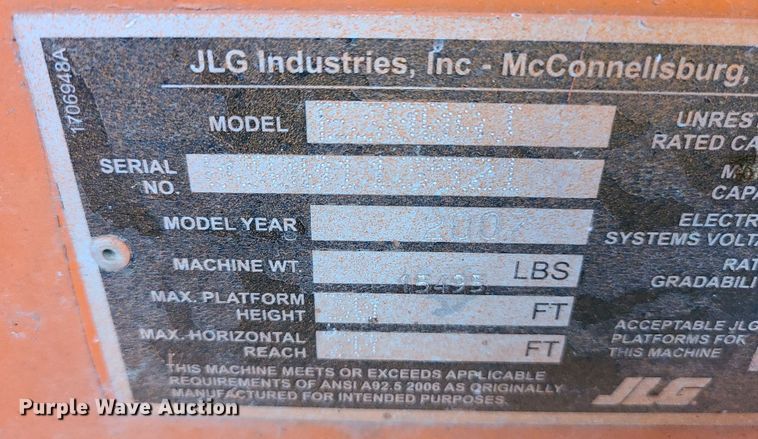 1706948A
JLG Industries, Inc - McConnellsburg,
MODEL
UNREST
RATED CA
SERIAL
NO.
CAP
MODEL YEAR
ELECTR
SYSTEMS VOLTA
MACHINE WT.
15495
LBS
RAT
GRADABILI
MAX. PLATFORM
HEIGHT
FT
MAX. HORIZONTAL
REACH
FT
ACCEPTABLE JLG
PLATFORMS FOR
THIS MACHINE
THIS MACHINE MEETS OR EXCEEDS APPLICABLE
REQUIREMENTS OF ANSI A92.5 2006 AS ORIGINALLY
MANUFACTURED FOR INTENDED PURPOSES.
JLG
Purple Wave Auction